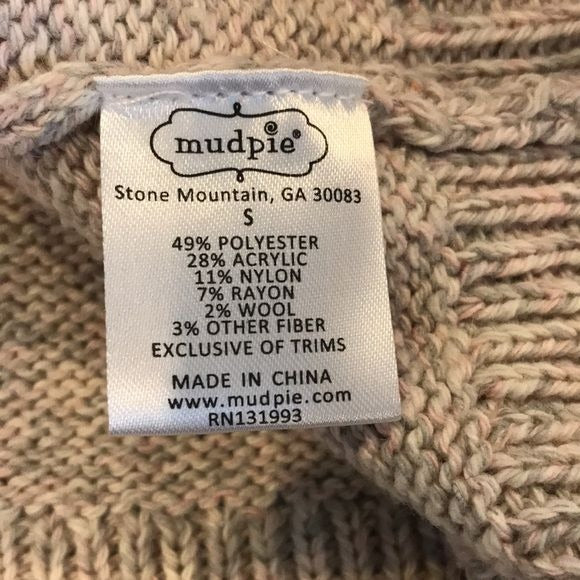 mudpie®
Stone Mountain, GA 30083
S
49% POLYESTER
28% ACRYLIC
11% NYLON
7% RAYON
2% WOOL
3% OTHER FIBER
EXCLUSIVE OF TRIMS
MADE IN CHINA
www.mudpie.com
RN131993